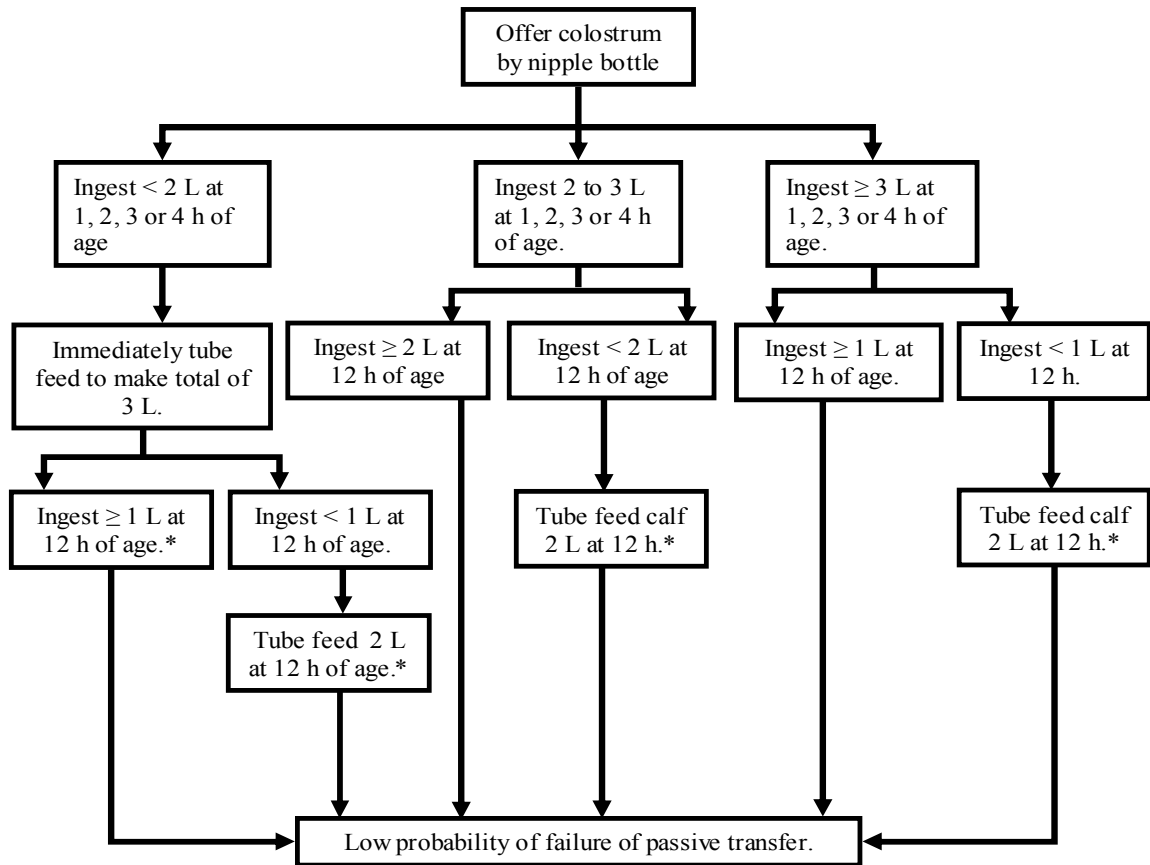 Offer colostrum
by nipple bottle
Ingest < 2 L at
1, 2, 3 or 4 h of
age
Ingest 2 to 3 L
at 1, 2, 3 or 4 h
of age.
Ingest ≥ 3 L at
1, 2, 3 or 4 h of
age.
Immediately tube
feed to make total of
3 L.
Ingest ≥ 2 L at
12 h of age
Ingest < 2 L at
12 h of age
Ingest ≥ 1 L at
12 h of age.
Ingest < 1 L at
12 h.
Ingest ≥ 1 L at
12 h of age.*
Ingest < 1 L at
12 h of age.
Tube feed calf
2 L at 12 h.*
Tube feed calf
2 L at 12 h.*
Tube feed 2 L
at 12 h of age.*
Low probability of failure of passive transfer.